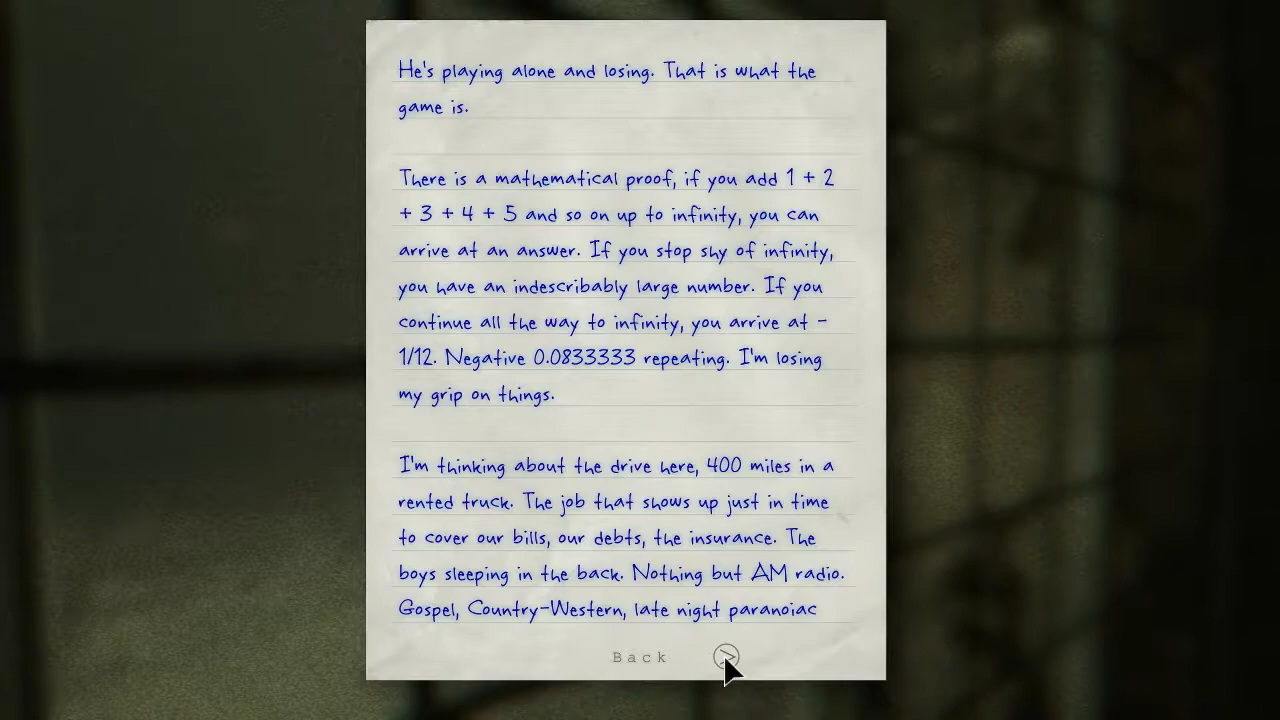 He's playing alone and losing. That is what the
game is.
There is a mathematical proof, if you add 1 + 2
+ 3 + 4 + 5 and so on up to infinity, you can
arrive at an answer. If you stop shy of infinity,
you have an indescribably large number. If you
continue all the way to infinity, you arrive at -
1/12. Negative 0.0833333 repeating. I'm losing
my grip on things.
I'm thinking about the drive here, 400 miles in a
rented truck. The job that shows up just in time
to cover our bills, our debts, the insurance. The
boys sleeping in the back. Nothing but AM radio.
Gospel, Country-Western, late night paranoiac
Back >